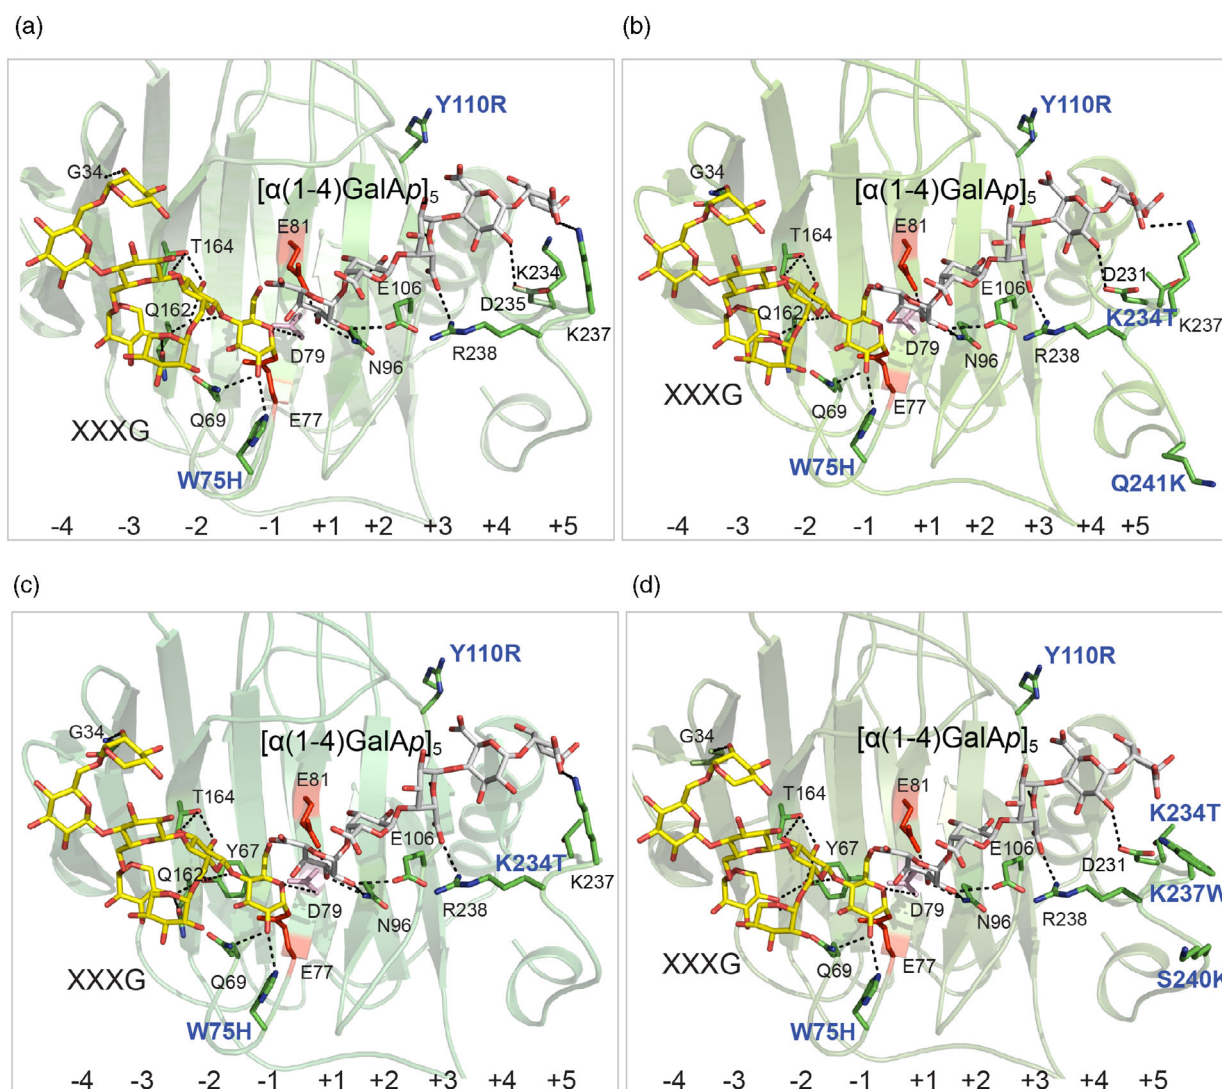 (a)
Y110R
G34
[α(1-4)GalAp]5
E81
T164
K234
E106
D235
Q162
K237
D79
N96
R238
Q69
E77
XXXG
W75H
-4 -3 -2 -1 +1 +2 +3 +4 +5
(b)
Y110R
G34
[α(1-4)GalAp]5
E81
T164
D231
E106
Q162
K234T
K237
D79
N96
R238
XXXG
Q69
E77
W75H
Q241K
-4 -3 -2 -1 +1 +2 +3 +4 +5
(c)
Y110R
G34
[α(1-4)GalAp]5
E81
T164
E106
Y67
K234T
Q162
K237
D79
N96
R238
XXXG
Q69
E77
W75H
-4 -3 -2 -1 +1 +2 +3 +4 +5
(d)
Y110R
G34
[α(1-4)GalAp]5
E81
T164
K234T
E106
Y67
D231
Q162
K237W
D79
N96
R238
XXXG
Q69
E77
S240K
W75H
-4 -3 -2 -1 +1 +2 +3 +4 +5